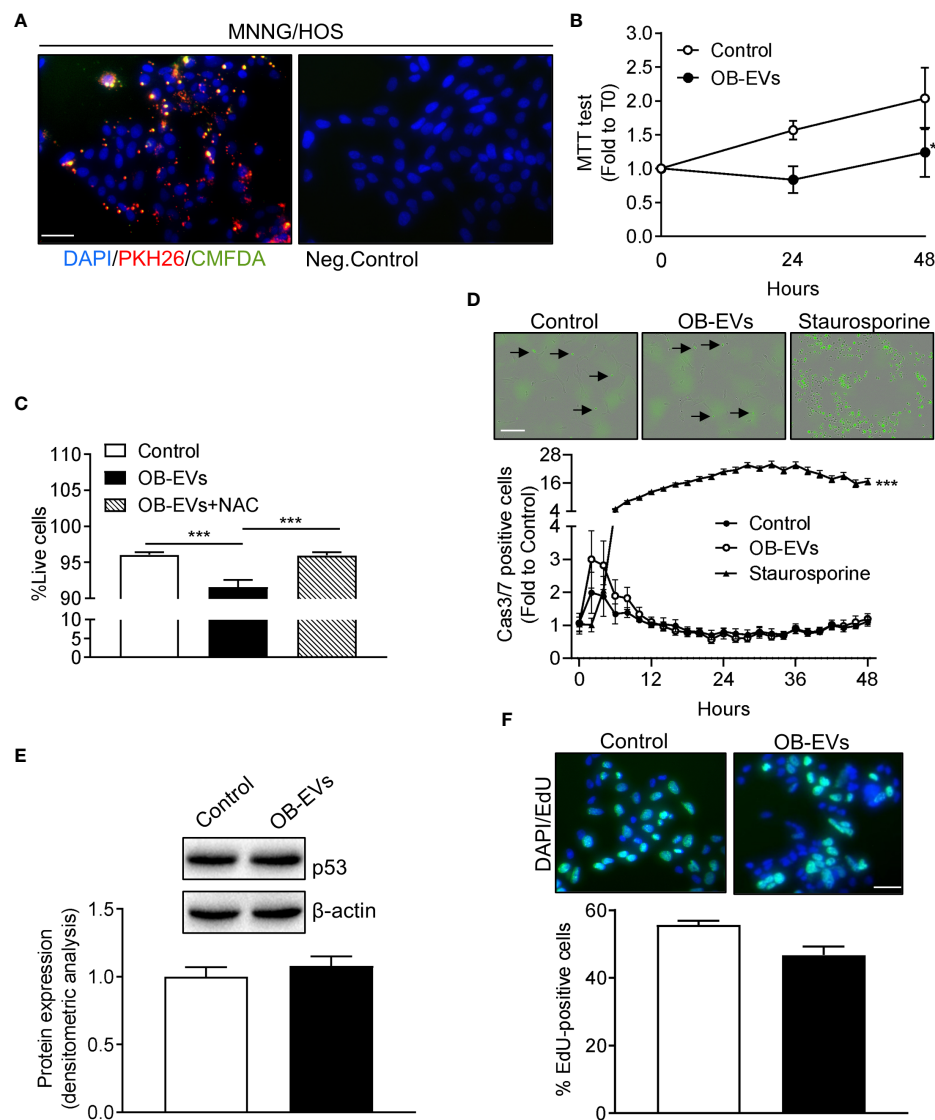 A
MNNG/HOS
DAPI/PKH26/CMFDA
Neg.Control
B
3.0
2.5
2.0
1.5
1.0
0.5
0.0
MTT test
(Fold to T0)
Control
OB-EVs
*
0 24 48
Hours
C
110
105
100
95
90
10
5
0
%Live cells
Control
OB-EVs
OB-EVs+NAC
***
***
D
Control OB-EVs Staurosporine
28
16
4
4
3
2
1
0
Cas3/7 positive cells
(Fold to Control)
***
Control
OB-EVs
Staurosporine
0 12 24 36 48
Hours
E
Control OB-EVs
p53
β-actin
1.5
1.0
0.5
0.0
Protein expression
(densitometric analysis)
F
Control OB-EVs
DAPI/EdU
60
40
20
0
% EdU-positive cells